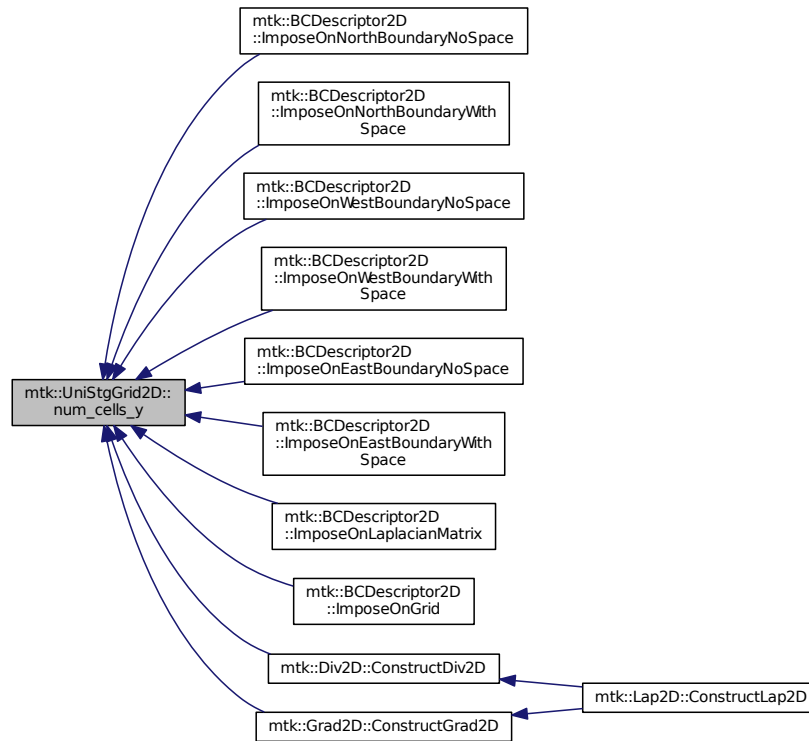 mtk::BCDescriptor2D
::ImposeOnNorthBoundaryNoSpace
mtk::BCDescriptor2D
::ImposeOnNorthBoundaryWith
Space
mtk::BCDescriptor2D
::ImposeOnWestBoundaryNoSpace
mtk::BCDescriptor2D
::ImposeOnWestBoundaryWith
Space
mtk::BCDescriptor2D
::ImposeOnEastBoundaryNoSpace
mtk::UniStgGrid2D::
num_cells_y
mtk::BCDescriptor2D
::ImposeOnEastBoundaryWith
Space
mtk::BCDescriptor2D
::ImposeOnLaplacianMatrix
mtk::BCDescriptor2D
::ImposeOnGrid
mtk::Div2D::ConstructDiv2D
mtk::Lap2D::ConstructLap2D
mtk::Grad2D::ConstructGrad2D